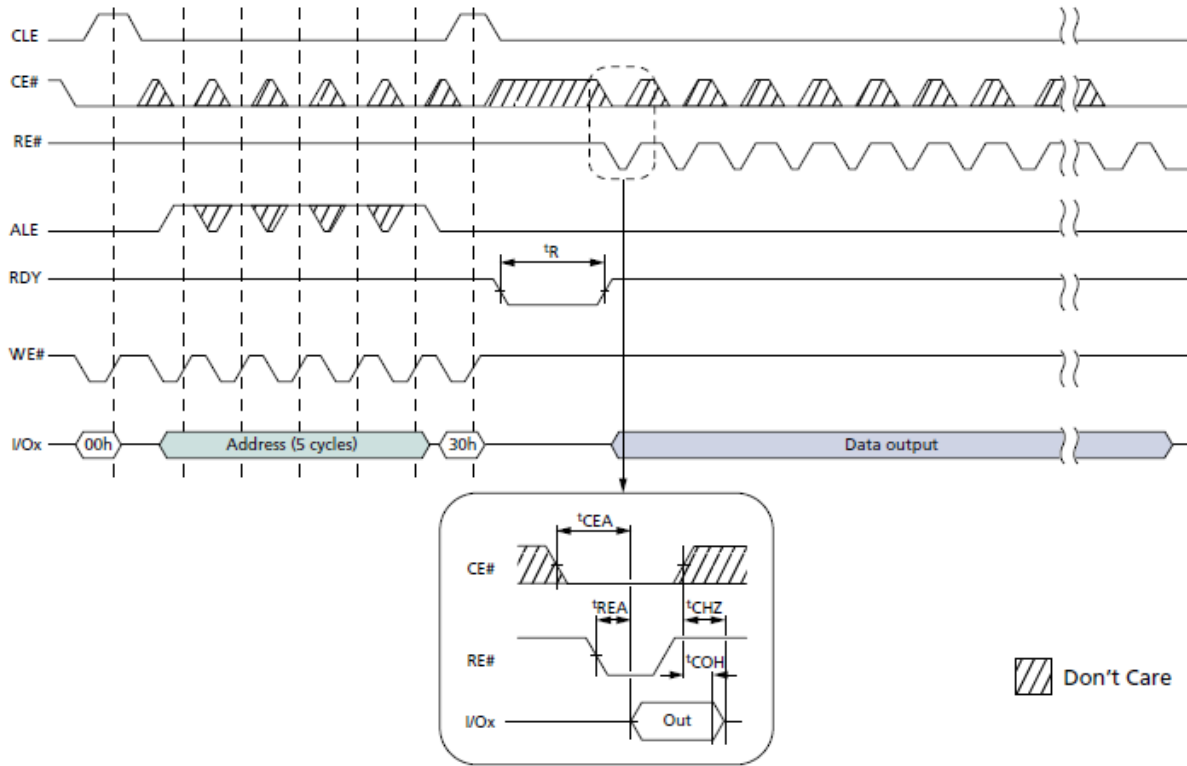 CLE
CE#
RE#
ALE
tR
RDY
WE#
I/Ox 00h Address (5 cycles) 30h Data output
tCEA
CE#
tREA tCHZ
RE# tCOH
I/Ox Out
Don't Care